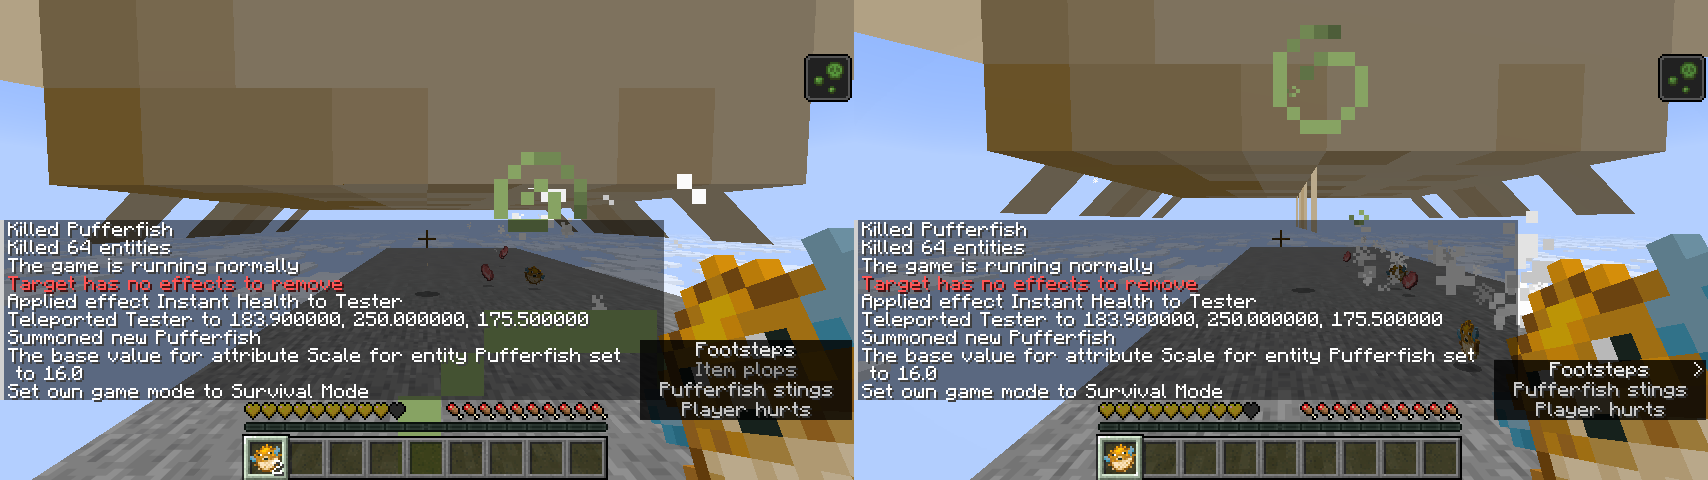 Killed Pufferfish
Killed 64 entities
The game is running normally
Target has no effects to remove
Applied effect Instant Health to Tester
Teleported Tester to 183.900000, 250.000000, 175.500000
Summoned new Pufferfish
The base value for attribute Scale for entity Pufferfish set
to 16.0
Set own game mode to Survival Mode
Footsteps
Item plops
Pufferfish stings
Player hurts
2
Killed Pufferfish
Killed 64 entities
The game is running normally
Target has no effects to remove
Applied effect Instant Health to Tester
Teleported Tester to 183.900000, 250.000000, 175.500000
Summoned new Pufferfish
The base value for attribute Scale for entity Pufferfish set
to 16.0
Set own game mode to Survival Mode
Footsteps >
Pufferfish stings
Player hurts